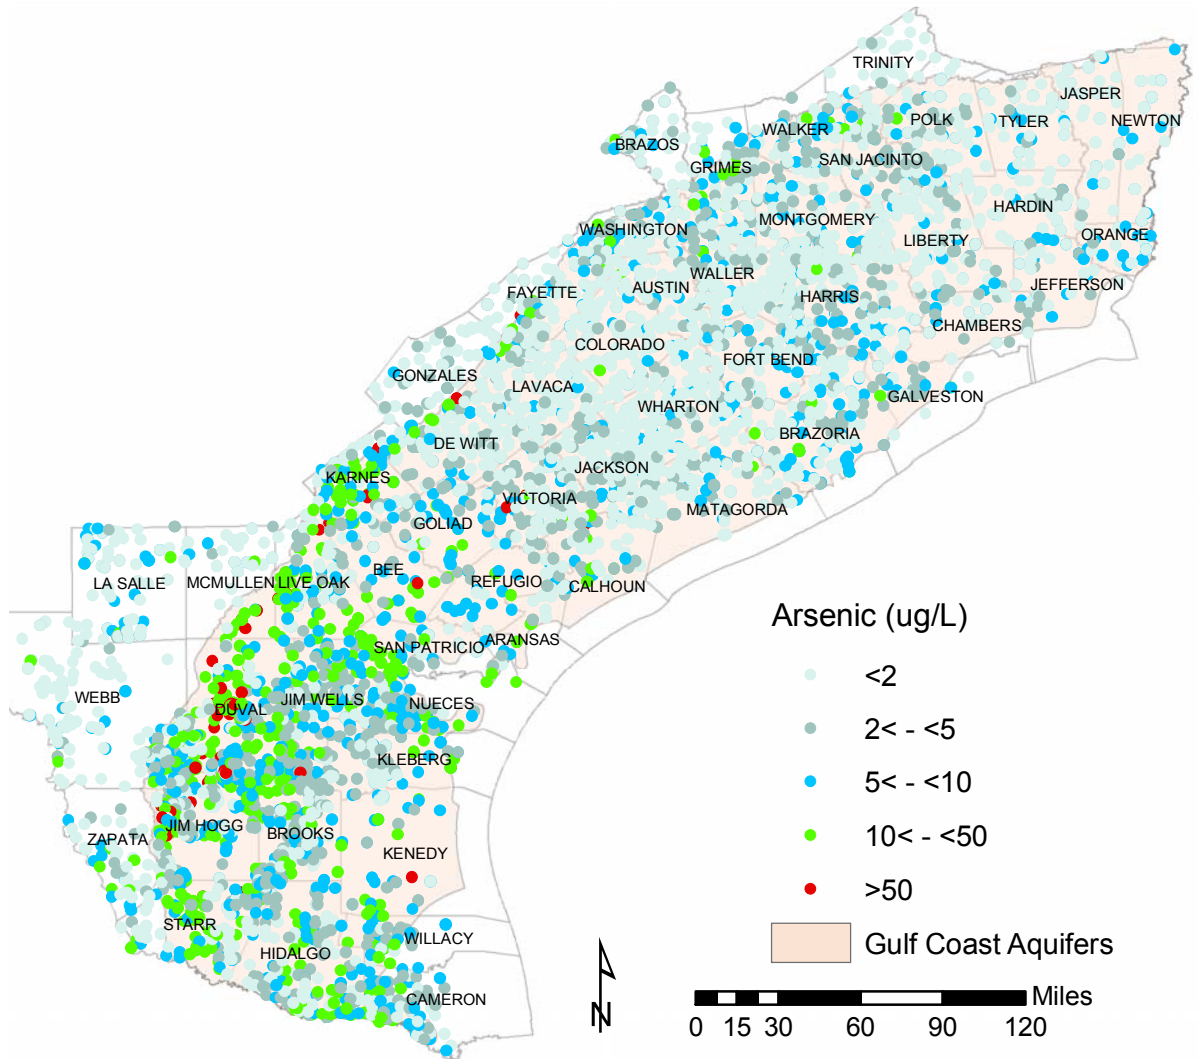 TRINITY
JASPER
WALKER
POLK
TYLER
NEWTON
BRAZOS
GRIMES
SAN JACINTO
HARDIN
MONTGOMERY
WASHINGTON
LIBERTY
ORANGE
WALLER
AUSTIN
FAYETTE
HARRIS
JEFFERSON
CHAMBERS
COLORADO
FORT BEND
GONZALES
LAVACA
WHARTON
GALVESTON
BRAZORIA
DE WITT
JACKSON
KARNES
VICTORIA
MATAGORDA
GOLIAD
BEE
LA SALLE
MCMULLEN
LIVE OAK
REFUGIO
CALHOUN
SAN PATRICIO
ARANSAS
WEBB
DUVAL
JIM WELLS
NUECES
KLEBERG
ZAPATA
JIM HOGG
BROOKS
KENEDY
STARR
HIDALGO
WILLACY
CAMERON
Arsenic (ug/L)
<2
2< - <5
5< - <10
10< - <50
>50
Gulf Coast Aquifers
N
Miles
0 15 30 60 90 120